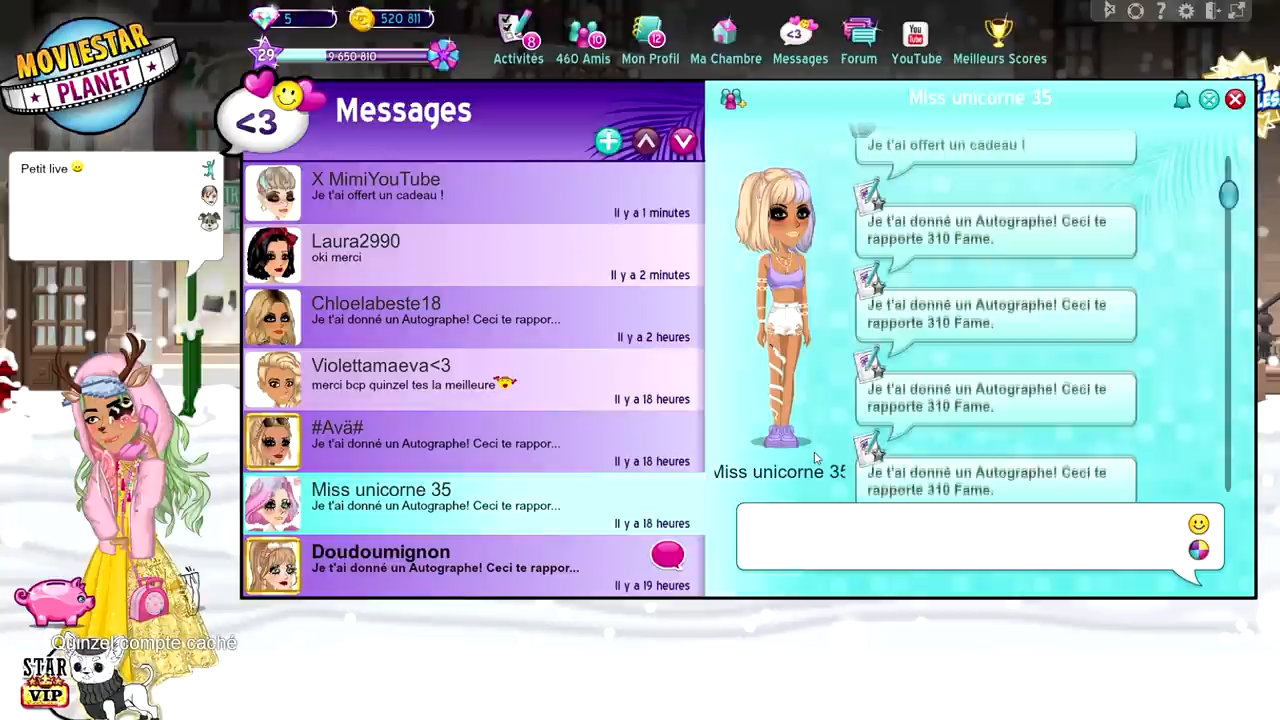 MOVIESTAR
PLANET
5
520 811
29
9 650 810
8
10
12
<3
You
Tube
Activités
460 Amis
Mon Profil
Ma Chambre
Messages
Forum
YouTube
Meilleurs Scores
Petit live
<3
Messages
X MimiYouTube
Je t'ai offert un cadeau !
Il y a 1 minutes
Laura2990
oki merci
Il y a 2 minutes
Chloelabeste18
Je t'ai donné un Autographe! Ceci te rappor...
Il y a 2 heures
Violettamaeva<3
merci bcp quinzel tes la meilleure
Il y a 18 heures
#Avä#
Je t'ai donné un Autographe! Ceci te rappor...
Il y a 18 heures
Miss unicorne 35
Je t'ai donné un Autographe! Ceci te rappor...
Il y a 18 heures
Doudoumignon
Je t'ai donné un Autographe! Ceci te rappor...
Il y a 19 heures
Miss unicorne 35
Je t'ai offert un cadeau !
Je t'ai donné un Autographe! Ceci te
rapporte 310 Fame.
Je t'ai donné un Autographe! Ceci te
rapporte 310 Fame.
Je t'ai donné un Autographe! Ceci te
rapporte 310 Fame.
Je t'ai donné un Autographe! Ceci te
rapporte 310 Fame.
Miss unicorne 35
Quinzel compte caché
STAR
VIP